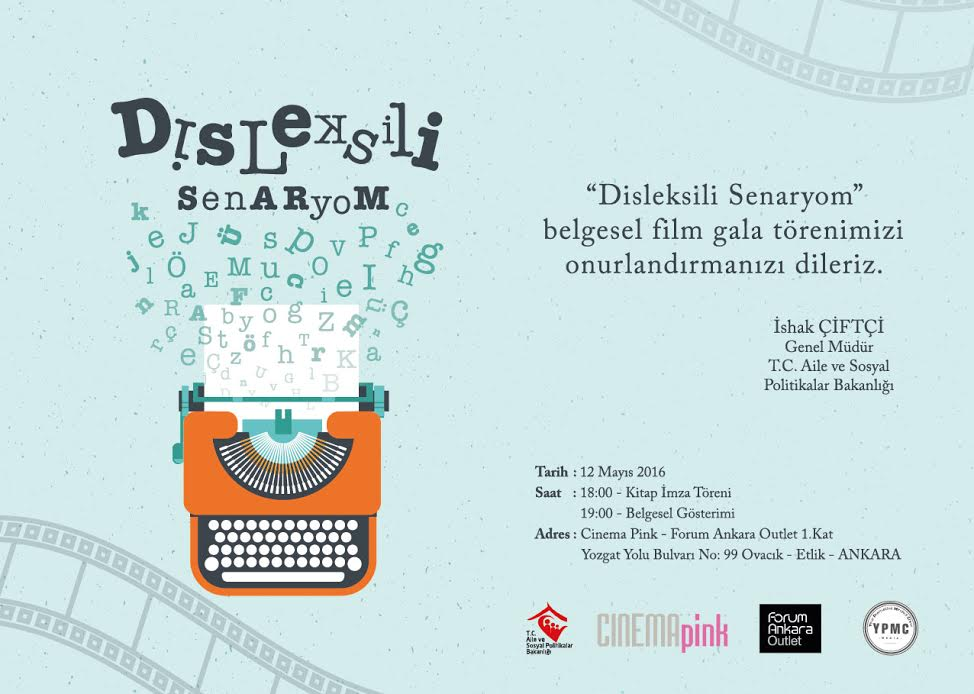 Disleksili
SenARyoM
“Disleksili Senaryom”
belgesel film gala törenimizi
onurlandırmanızı dileriz.
İshak ÇİFTÇİ
Genel Müdür
T.C. Aile ve Sosyal
Politikalar Bakanlığı
Tarih : 12 Mayıs 2016
Saat : 18:00 - Kitap İmza Töreni
19:00 - Belgesel Gösterimi
Adres : Cinema Pink - Forum Ankara Outlet 1.Kat
Yozgat Yolu Bulvarı No: 99 Ovacık - Etlik - ANKARA
T.C.
Aile ve
Sosyal Politikalar
Bakanlığı
CINEMApink
Forum
Ankara
Outlet
YPMC